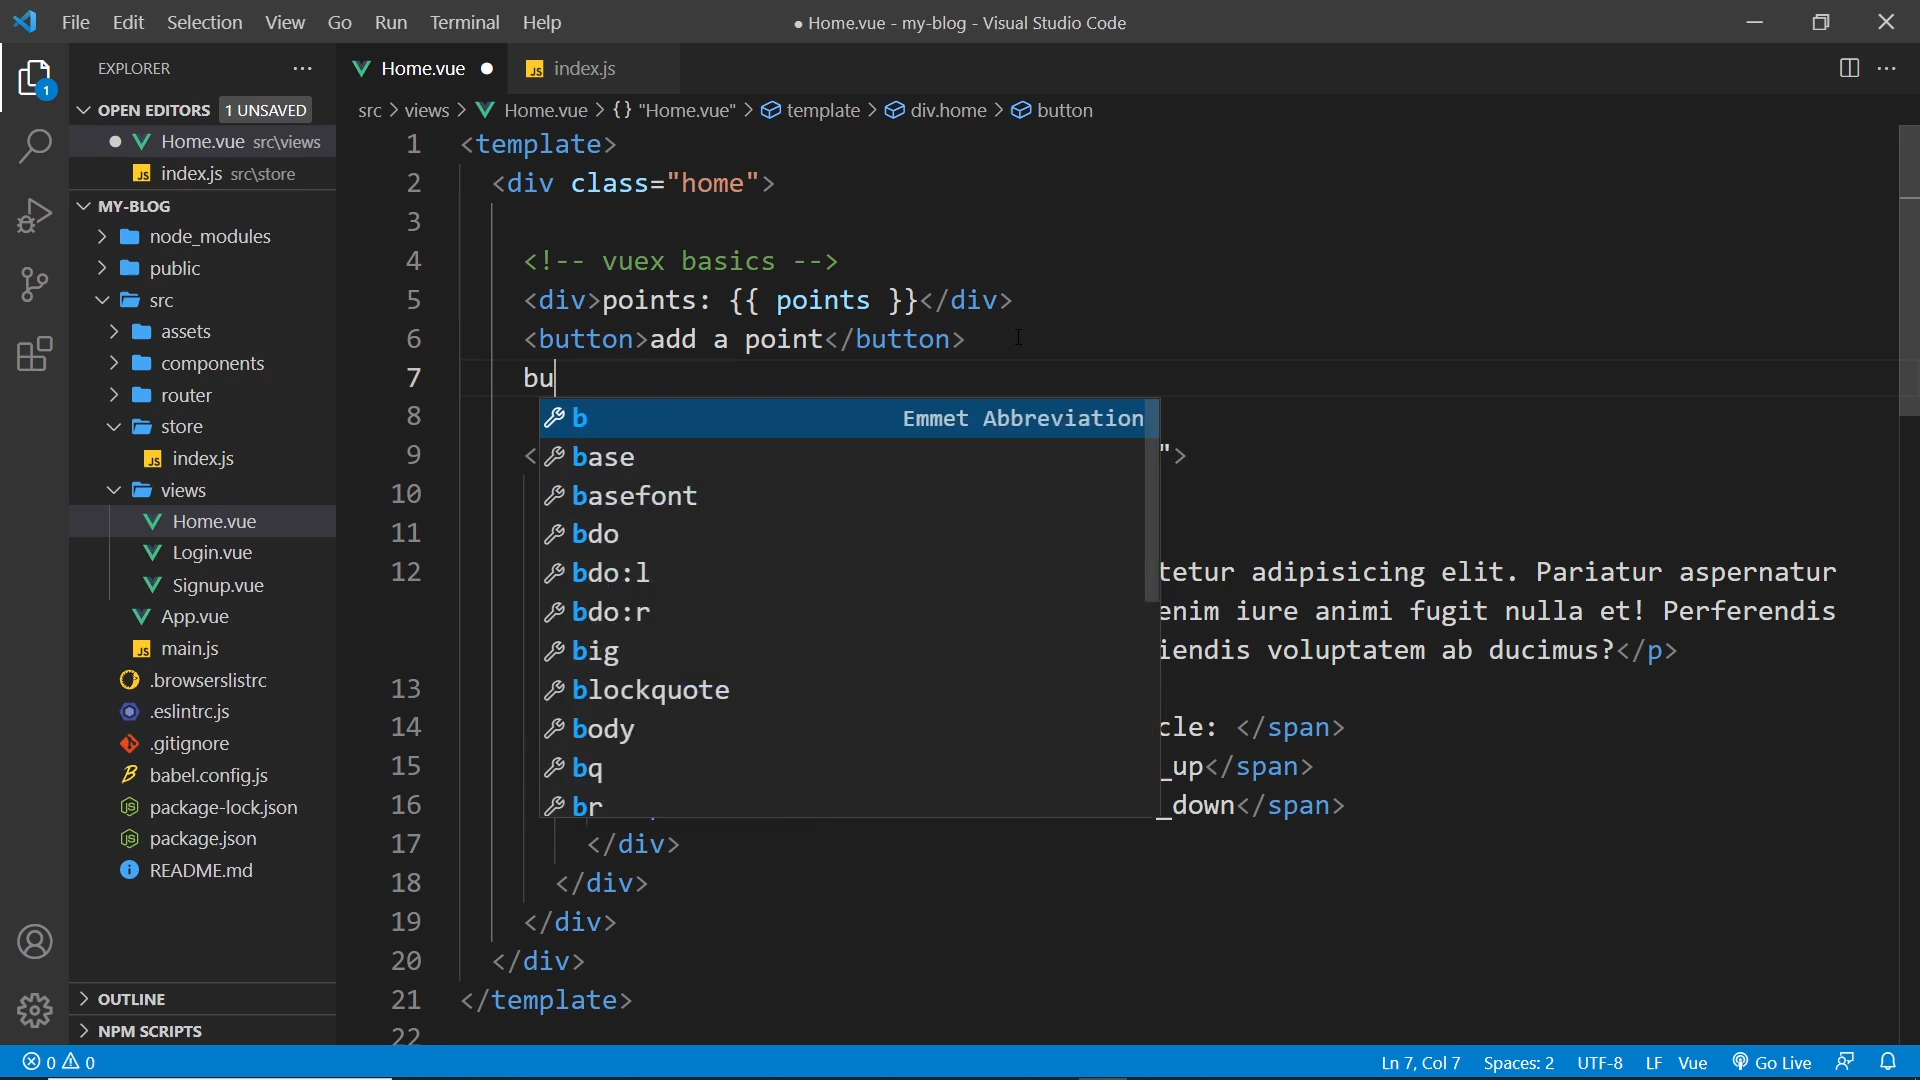 File Edit Selection View Go Run Terminal Help
● Home.vue - my-blog - Visual Studio Code
EXPLORER
Home.vue
index.js
OPEN EDITORS 1 UNSAVED
Home.vue src\views
index.js src\store
MY-BLOG
node_modules
public
src
assets
components
router
store
index.js
views
Home.vue
Login.vue
Signup.vue
App.vue
main.js
.browserslistrc
.eslintrc.js
.gitignore
babel.config.js
package-lock.json
package.json
README.md
OUTLINE
NPM SCRIPTS
1
src > views > Home.vue > {} "Home.vue" > template > div.home > button
1 <template>
2 <div class="home">
3
4 <!-- vuex basics -->
5 <div>points: {{ points }}</div>
6 <button>add a point</button>
7 bu
8 b Emmet Abbreviation
9 < base ">
10 basefont
11 bdo
12 bdo:l tetur adipisicing elit. Pariatur aspernatur
bdo:r enim iure animi fugit nulla et! Perferendis
big iendis voluptatem ab ducimus?</p>
13 blockquote
14 body cle: </span>
15 bq _up</span>
16 br _down</span>
17 </div>
18 </div>
19 </div>
20 </div>
21 </template>
22
0 0 Ln 7, Col 7 Spaces: 2 UTF-8 LF Vue Go Live